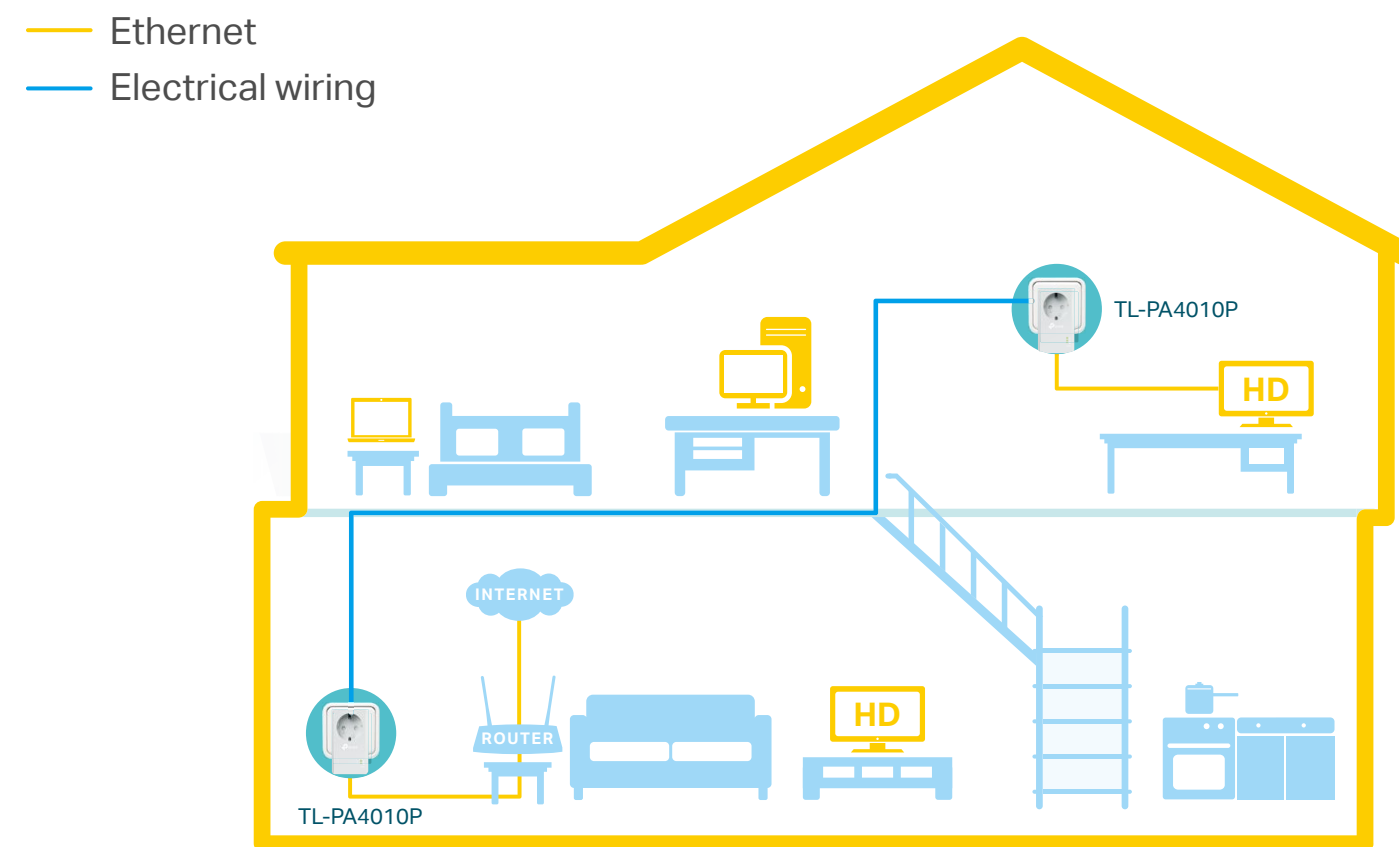 Ethernet
Electrical wiring
TL-PA4010P
HD
INTERNET
HD
ROUTER
TL-PA4010P